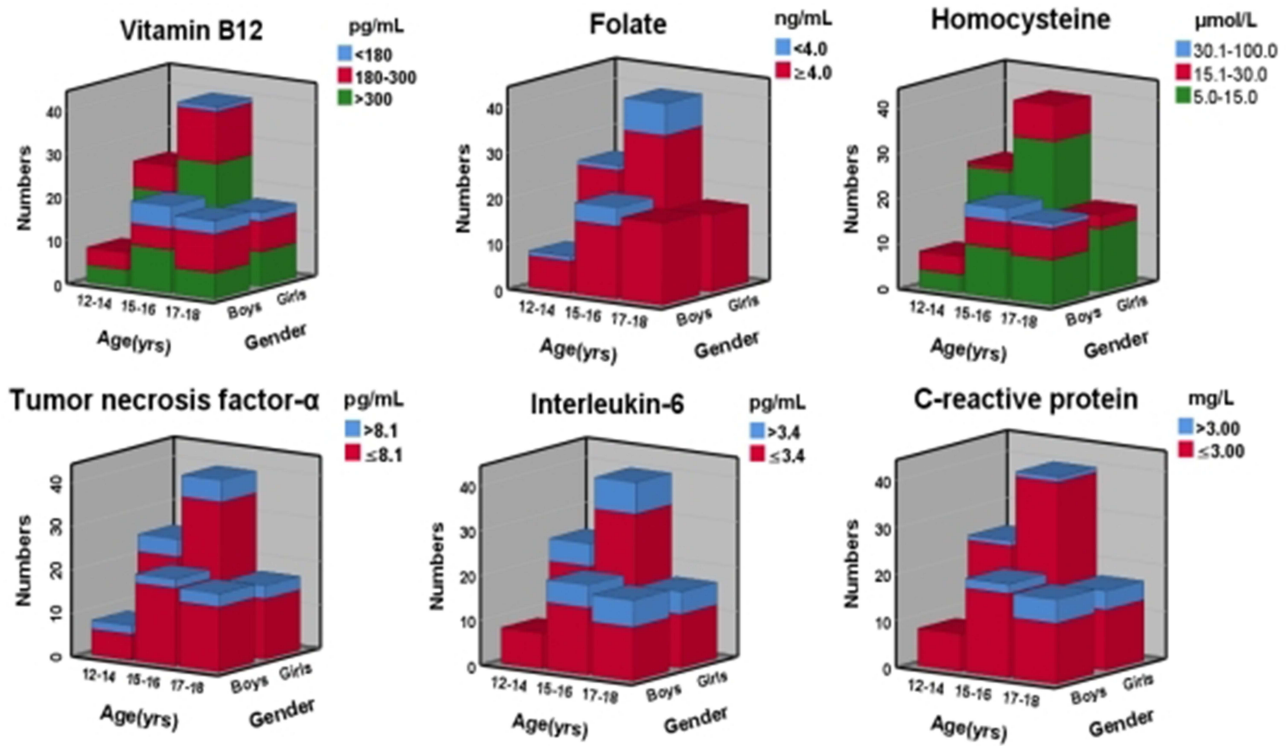 Vitamin B12
pg/mL
<180
180-300
>300
Numbers
40
30
20
10
0
12-14
15-16
17-18
Boys
Girls
Age(yrs)
Gender
Folate
ng/mL
<4.0
≥4.0
Numbers
40
30
20
10
0
12-14
15-16
17-18
Boys
Girls
Age(yrs)
Gender
Homocysteine
µmol/L
30.1-100.0
15.1-30.0
5.0-15.0
Numbers
40
30
20
10
0
12-14
15-16
17-18
Boys
Girls
Age(yrs)
Gender
Tumor necrosis factor-α
pg/mL
>8.1
≤8.1
Numbers
40
30
20
10
0
12-14
15-16
17-18
Boys
Girls
Age(yrs)
Gender
Interleukin-6
pg/mL
>3.4
≤3.4
Numbers
40
30
20
10
0
12-14
15-16
17-18
Boys
Girls
Age(yrs)
Gender
C-reactive protein
mg/L
>3.00
≤3.00
Numbers
40
30
20
10
0
12-14
15-16
17-18
Boys
Girls
Age(yrs)
Gender